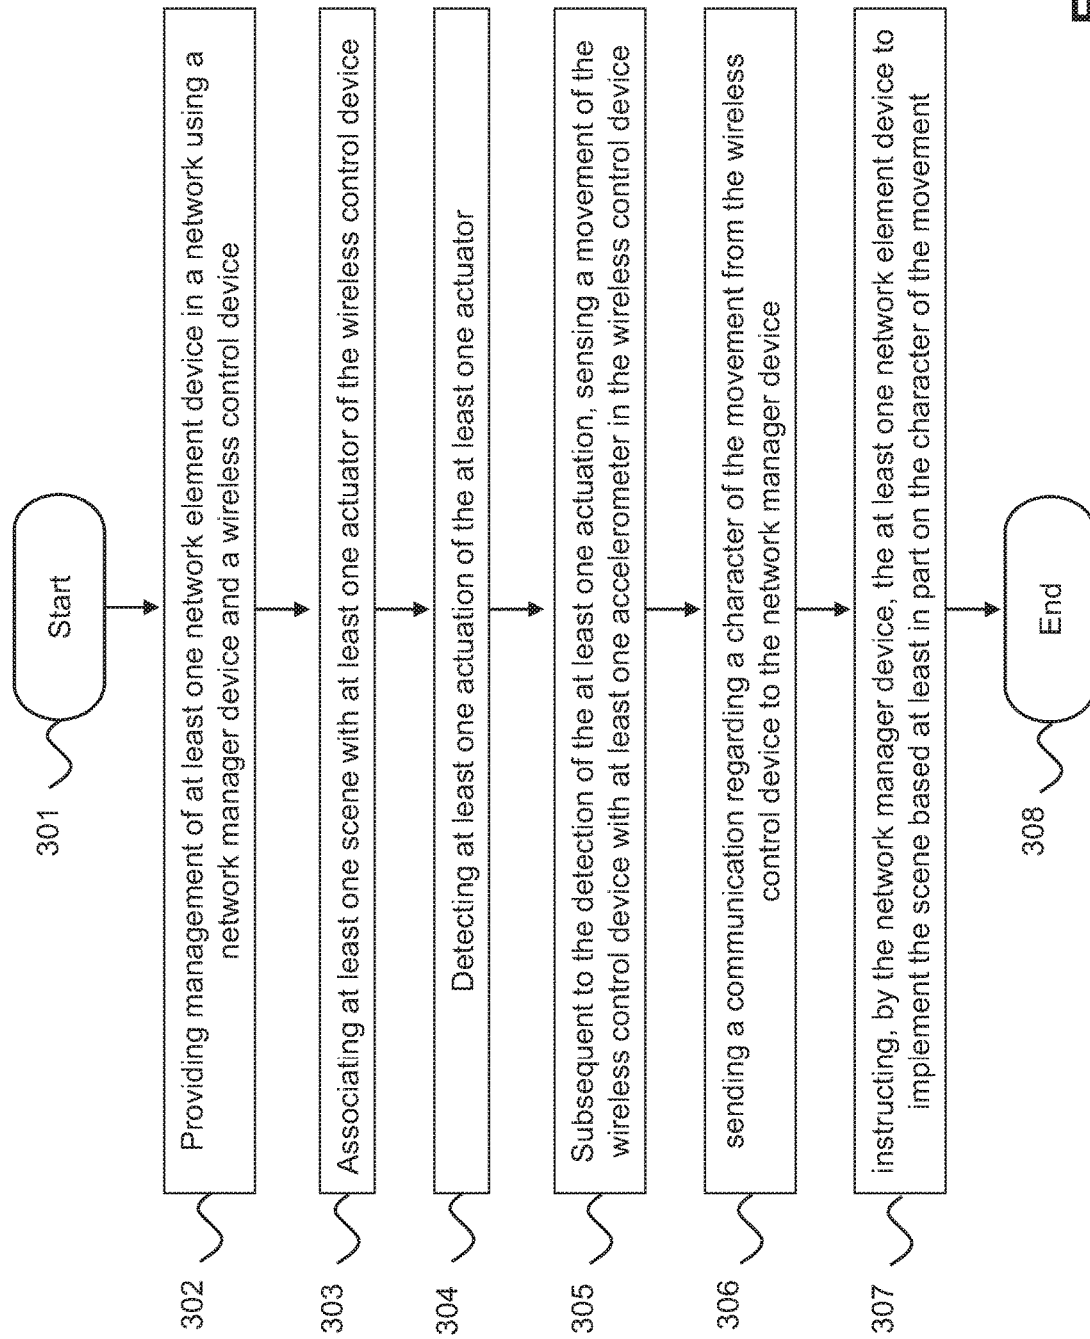 301
Start
302
Providing management of at least one network element device in a network using a
network manager device and a wireless control device
303
Associating at least one scene with at least one actuator of the wireless control device
304
Detecting at least one actuation of the at least one actuator
305
Subsequent to the detection of the at least one actuation, sensing a movement of the
wireless control device with at least one accelerometer in the wireless control device
306
sending a communication regarding a character of the movement from the wireless
control device to the network manager device
307
instructing, by the network manager device, the at least one network element device to
implement the scene based at least in part on the character of the movement
308
End